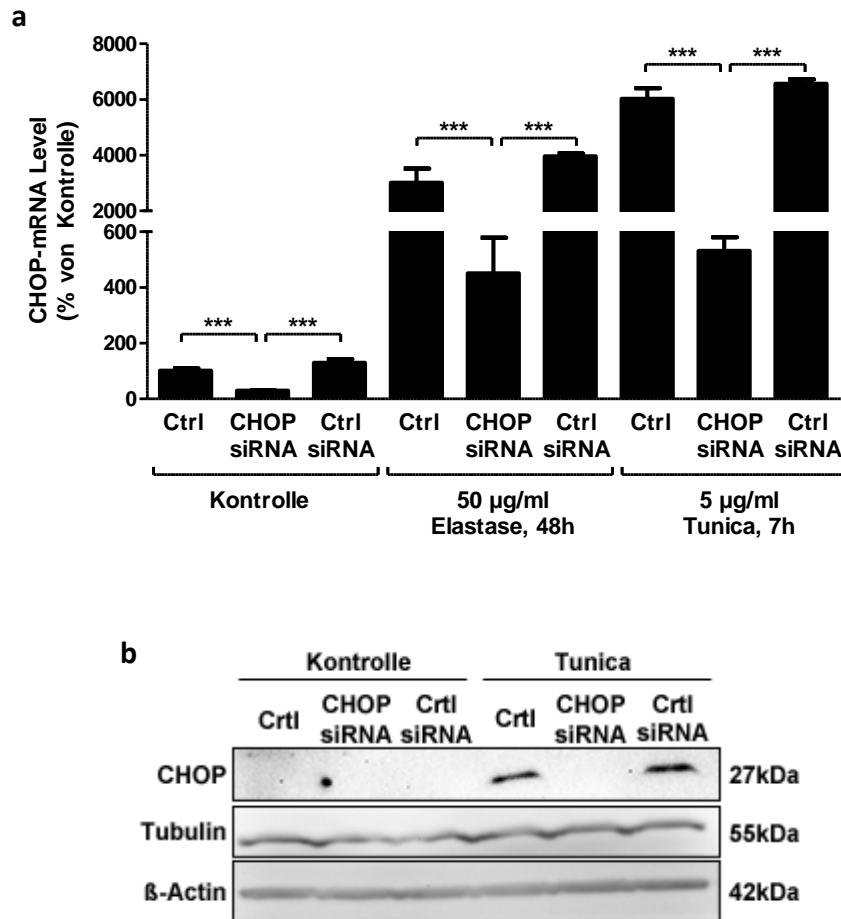 a
CHOP-mRNA Level
(% von Kontrolle)
8000
6000
4000
2000
600
400
200
0
*** ***
*** ***
*** ***
Ctrl CHOP siRNA Ctrl siRNA Ctrl CHOP siRNA Ctrl siRNA Ctrl CHOP siRNA Ctrl siRNA
Kontrolle
50 µg/ml
Elastase, 48h
5 µg/ml
Tunica, 7h
b
Kontrolle Tunica
Crtl CHOP siRNA Crtl siRNA Crtl CHOP siRNA Crtl siRNA
CHOP 27kDa
Tubulin 55kDa
ß-Actin 42kDa